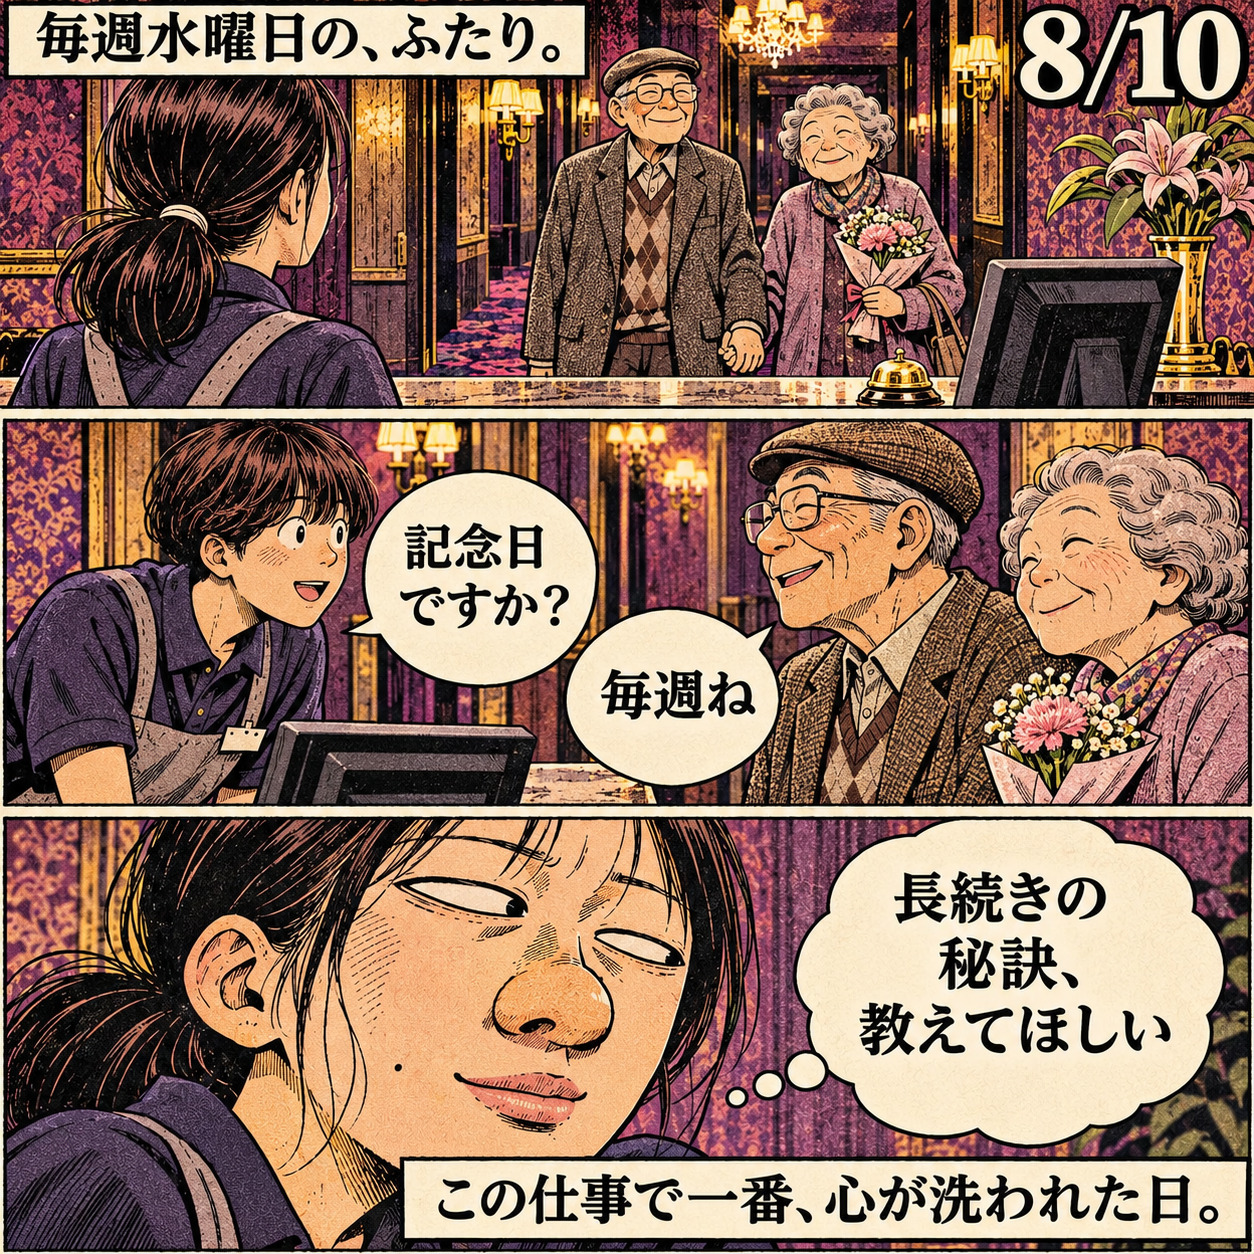 毎週水曜日の、ふたり。
8/10
記念日
ですか？
毎週ね
長続きの
秘訣、
教えてほしい
この仕事で一番、心が洗われた日。